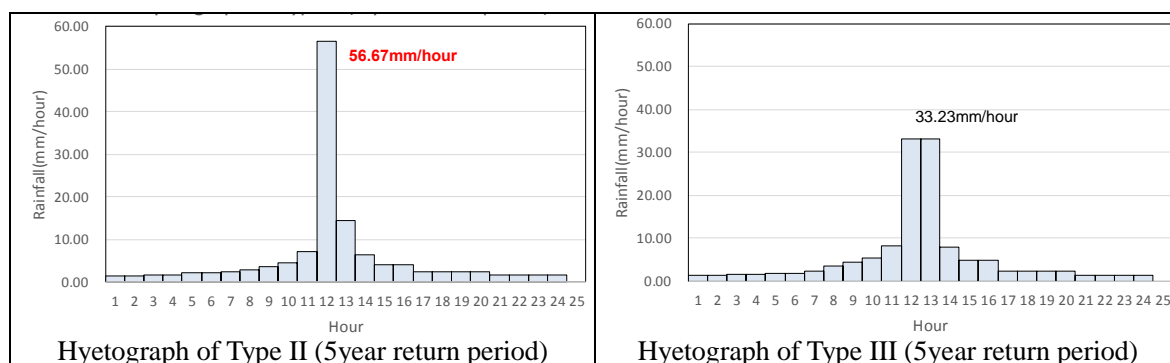 60.00
50.00
40.00
30.00
20.00
10.00
0.00
Rainfall(mm/hour)
56.67mm/hour
1 2 3 4 5 6 7 8 9 10 11 12 13 14 15 16 17 18 19 20 21 22 23 24 25
Hour
Hyetograph of Type II (5year return period)
60.00
50.00
40.00
30.00
20.00
10.00
0.00
Rainfall(mm/hour)
33.23mm/hour
1 2 3 4 5 6 7 8 9 10 11 12 13 14 15 16 17 18 19 20 21 22 23 24 25
Hour
Hyetograph of Type III (5year return period)